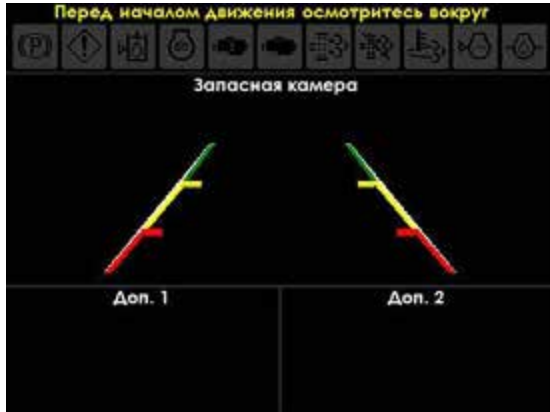 Перед началом движения осмотритесь вокруг
(P)
Запасная камера
Доп. 1
Доп. 2